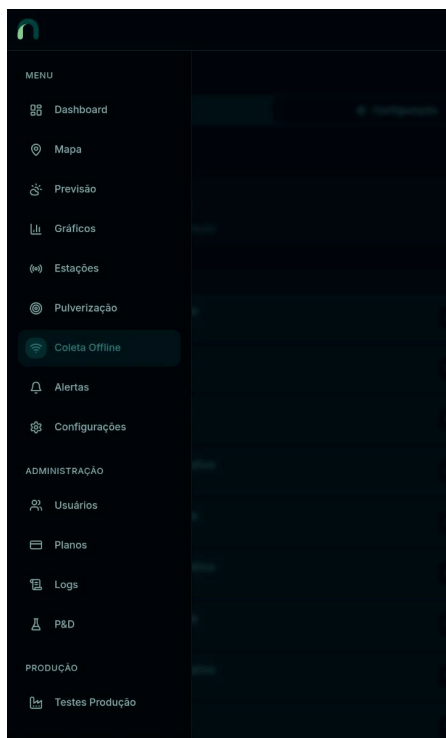 MENU
Dashboard
Mapa
Previsão
Gráficos
Estações
Pulverização
Coleta Offline
Alertas
Configurações
ADMINISTRAÇÃO
Usuários
Planos
Logs
P&D
PRODUÇÃO
Testes Produção